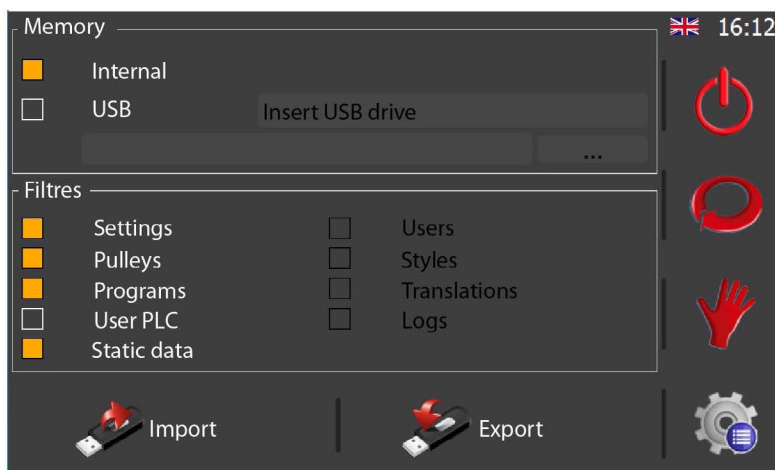 Memory
16:12
Internal
USB
Insert USB drive
...
Filtres
Settings
Users
Pulleys
Styles
Programs
Translations
User PLC
Logs
Static data
Import
Export